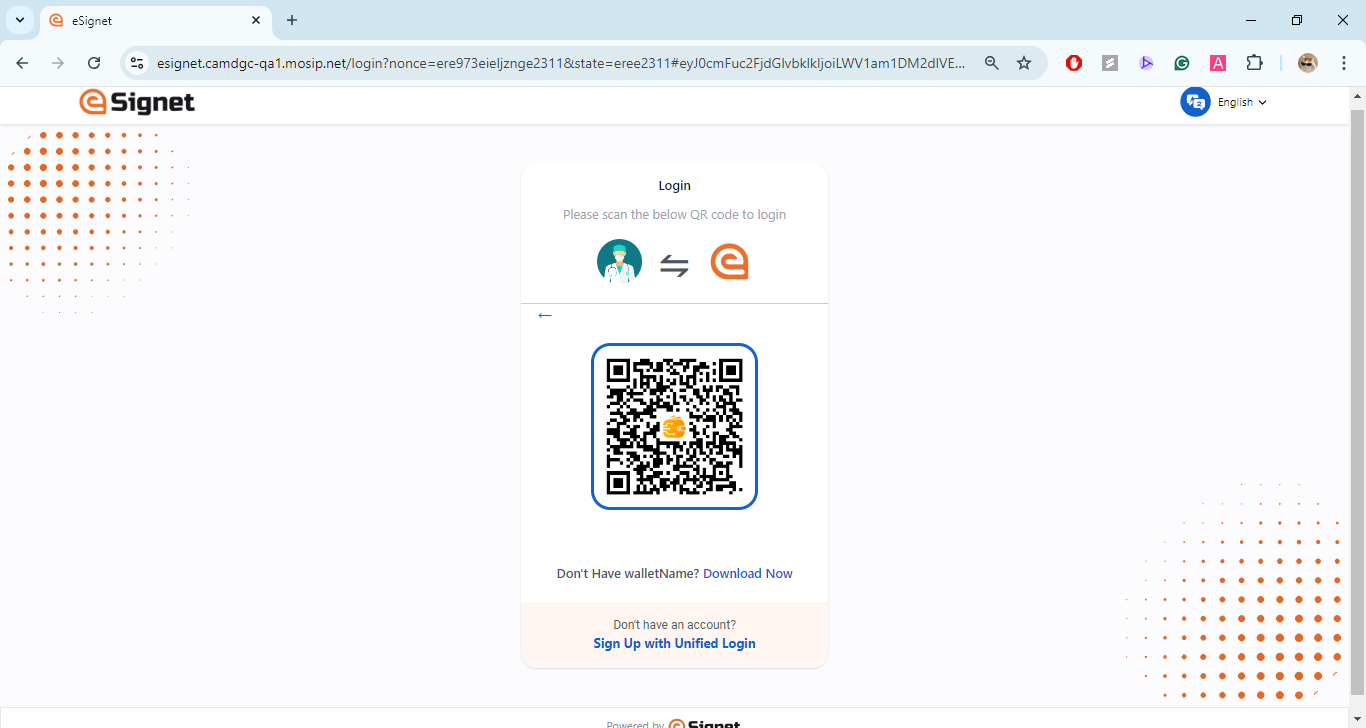 eSignet
esignet.camdgc-qa1.mosip.net/login?nonce=ere973eieljznge2311&state=eree2311#eyJ0cmFuc2FjdGlvbklkIjoiLWV1am1DM2dIVE...
A
eSignet
English
Login
Please scan the below QR code to login
Don't Have walletName? Download Now
Don't have an account?
Sign Up with Unified Login
Powered by eSignet